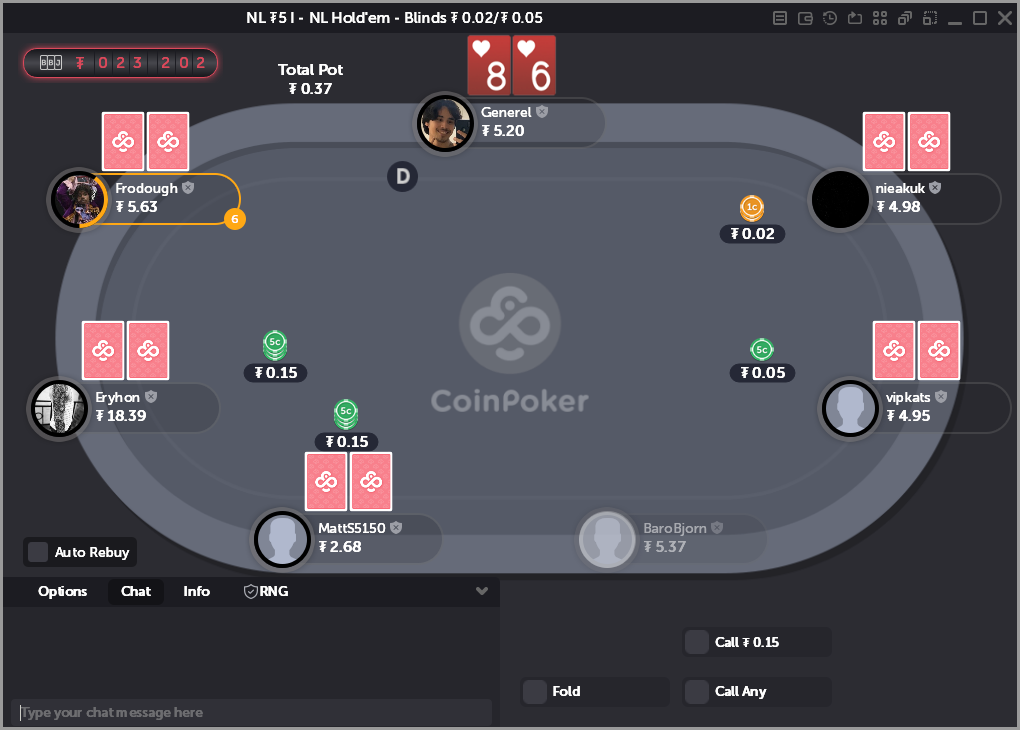 NL ₮5 I - NL Hold'em - Blinds ₮ 0.02/₮ 0.05
BBJ ₮ 023 202
Total Pot
₮ 0.37
8 6
Generel
₮ 5.20
D
Frodough
₮ 5.63
6
nieakuk
₮ 4.98
1c
₮ 0.02
5c
₮ 0.15
5c
₮ 0.05
CoinPoker
Eryhon
₮ 18.39
vipkats
₮ 4.95
5c
₮ 0.15
MattS5150
₮ 2.68
BaroBjorn
₮ 5.37
Auto Rebuy
Options Chat Info RNG
Call ₮ 0.15
Fold
Call Any
Type your chat message here